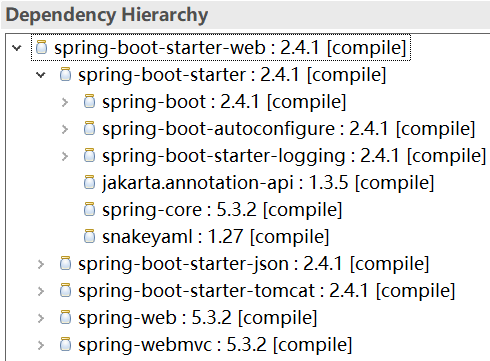 Dependency Hierarchy
spring-boot-starter-web : 2.4.1 [compile]
spring-boot-starter : 2.4.1 [compile]
spring-boot : 2.4.1 [compile]
spring-boot-autoconfigure : 2.4.1 [compile]
spring-boot-starter-logging : 2.4.1 [compile]
jakarta.annotation-api : 1.3.5 [compile]
spring-core : 5.3.2 [compile]
snakeyaml : 1.27 [compile]
spring-boot-starter-json : 2.4.1 [compile]
spring-boot-starter-tomcat : 2.4.1 [compile]
spring-web : 5.3.2 [compile]
spring-webmvc : 5.3.2 [compile]